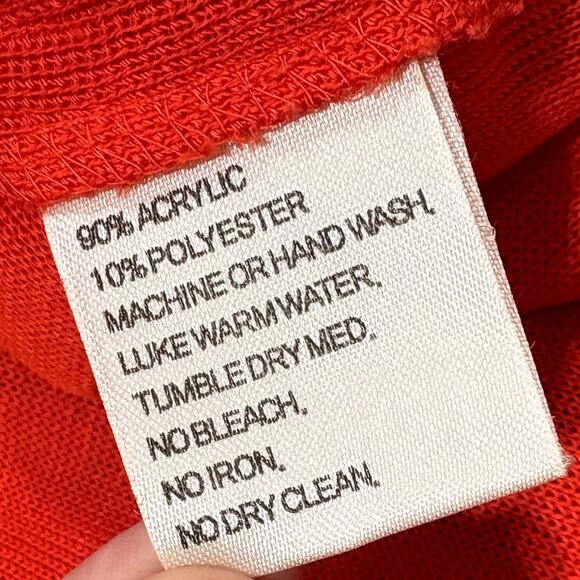 90% ACRYLIC
10% POLYESTER
MACHINE OR HAND WASH.
LUKE WARM WATER.
TUMBLE DRY MED.
NO BLEACH.
NO IRON.
NO DRY CLEAN.